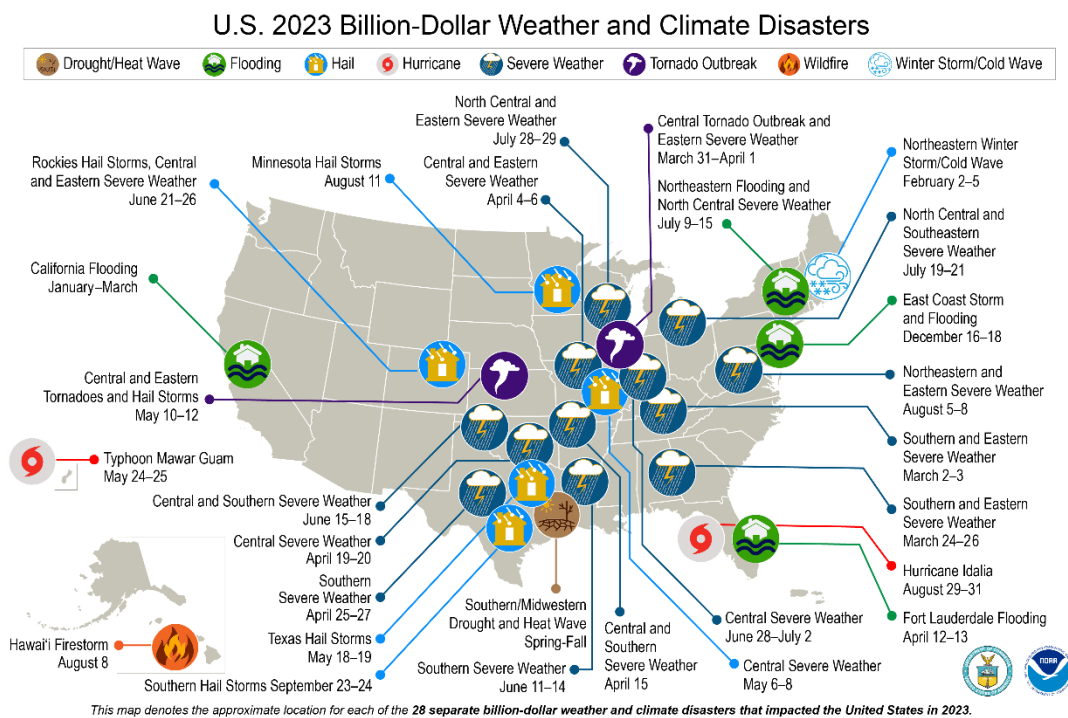 U.S. 2023 Billion-Dollar Weather and Climate Disasters
Drought/Heat Wave
Flooding
Hail
Hurricane
Severe Weather
Tornado Outbreak
Wildfire
Winter Storm/Cold Wave
North Central and
Eastern Severe Weather
July 28–29
Central Tornado Outbreak and
Eastern Severe Weather
March 31–April 1
Northeastern Winter
Storm/Cold Wave
February 2–5
Rockies Hail Storms, Central
and Eastern Severe Weather
June 21–26
Minnesota Hail Storms
August 11
Central and Eastern
Severe Weather
April 4–6
Northeastern Flooding and
North Central Severe Weather
July 9–15
North Central and
Southeastern
Severe Weather
July 19–21
California Flooding
January–March
East Coast Storm
and Flooding
December 16–18
Central and Eastern
Tornadoes and Hail Storms
May 10–12
Northeastern and
Eastern Severe Weather
August 5–8
Southern and Eastern
Severe Weather
March 2–3
Typhoon Mawar Guam
May 24–25
Central and Southern Severe Weather
June 15–18
Southern and Eastern
Severe Weather
March 24–26
Central Severe Weather
April 19–20
Hurricane Idalia
August 29–31
Southern
Severe Weather
April 25–27
Southern/Midwestern
Drought and Heat Wave
Spring-Fall
Central and
Southern
Severe Weather
April 15
Central Severe Weather
June 28–July 2
Fort Lauderdale Flooding
April 12–13
Hawai‘i Firestorm
August 8
Texas Hail Storms
May 18–19
Southern Severe Weather
June 11–14
Central Severe Weather
May 6–8
Southern Hail Storms September 23–24
NOAA
This map denotes the approximate location for each of the 28 separate billion-dollar weather and climate disasters that impacted the United States in 2023.